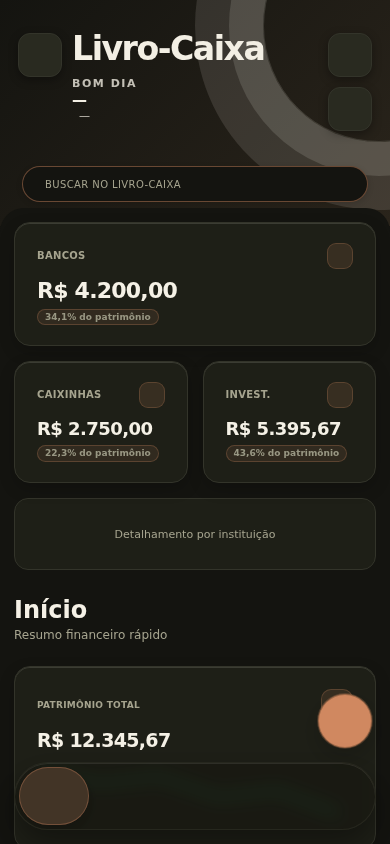 Livro-Caixa
BOM DIA
—
—
BUSCAR NO LIVRO-CAIXA
BANCOS
R$ 4.200,00
34,1% do patrimônio
CAIXINHAS
R$ 2.750,00
22,3% do patrimônio
INVEST.
R$ 5.395,67
43,6% do patrimônio
Detalhamento por instituição
Início
Resumo financeiro rápido
PATRIMÔNIO TOTAL
R$ 12.345,67